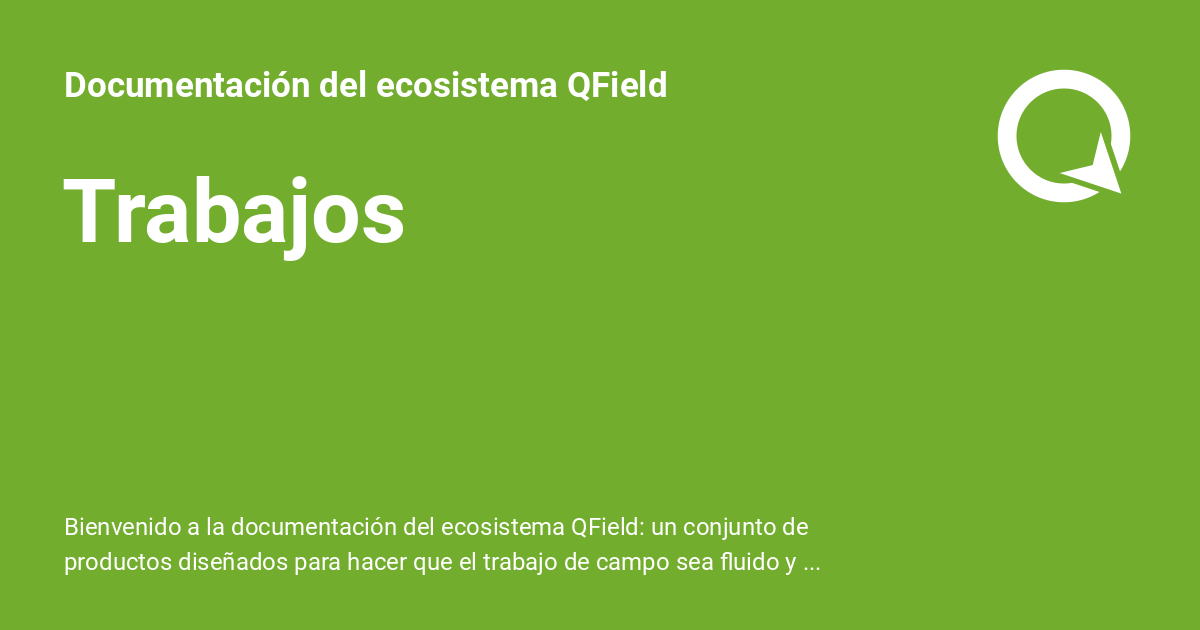 Documentación del ecosistema QField
Trabajos
Bienvenido a la documentación del ecosistema QField: un conjunto de
productos diseñados para hacer que el trabajo de campo sea fluido y ...